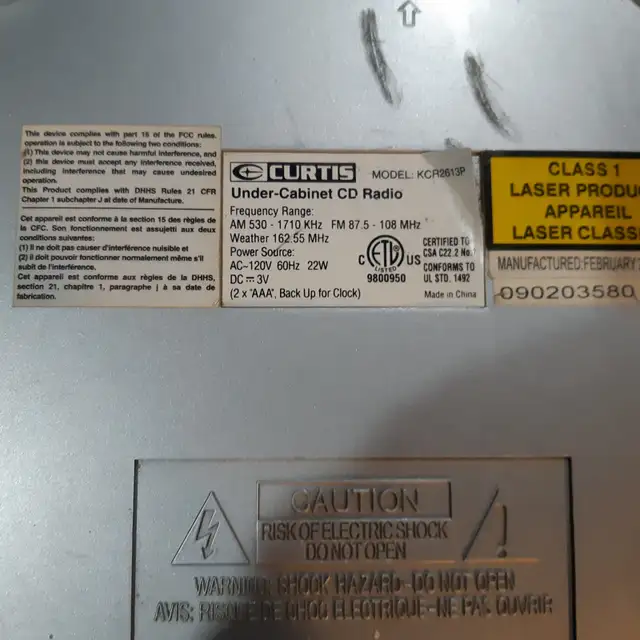 This device complies with part 15 of the FCC rules.
operation is subject to the following two conditions:
(1) This device may not cause harmful interference, and
(2) this device must accept any interference received,
including interference that may cause undesired
operation.
This Product complies with DHHS Rules 21 CFR
Chapter 1 subchapter J at date of Manufacture.
Cet appareil est conforme à la section 15 des règles de
la CFC. Son fonctionnement est assujetti aux deux
conditions suivantes:
(1) Il ne doit pas causer d'interférence nuisible et
(2) il doit pouvoir fonctionner normalement même s'il
subit de l'interférence.
Cet appareil est conforme aux règles de la DHHS,
section 21, chapitre 1, paragraphe j à sa date de
fabrication.
CURTIS MODEL: KCR2613P
Under-Cabinet CD Radio
Frequency Range:
AM 530 - 1710 KHz FM 87.5 - 108 MHz
Weather 162.55 MHz
Power Source:
AC~120V 60Hz 22W
DC⎓3V
(2 x "AAA", Back Up for Clock)
C ETL US
9800950
CERTIFIED TO
CSA C22.2 No.1
CONFORMS TO
UL STD. 1492
Made in China
CLASS 1
LASER PRODU
APPAREIL
LASER CLASSE
MANUFACTURED:FEBRUARY
090203580
CAUTION
RISK OF ELECTRIC SHOCK
DO NOT OPEN
WARNING: SHOCK HAZARD-DO NOT OPEN
AVIS: RISQUE DE CHOC ELECTRIQUE-NE PAS OUVRIR